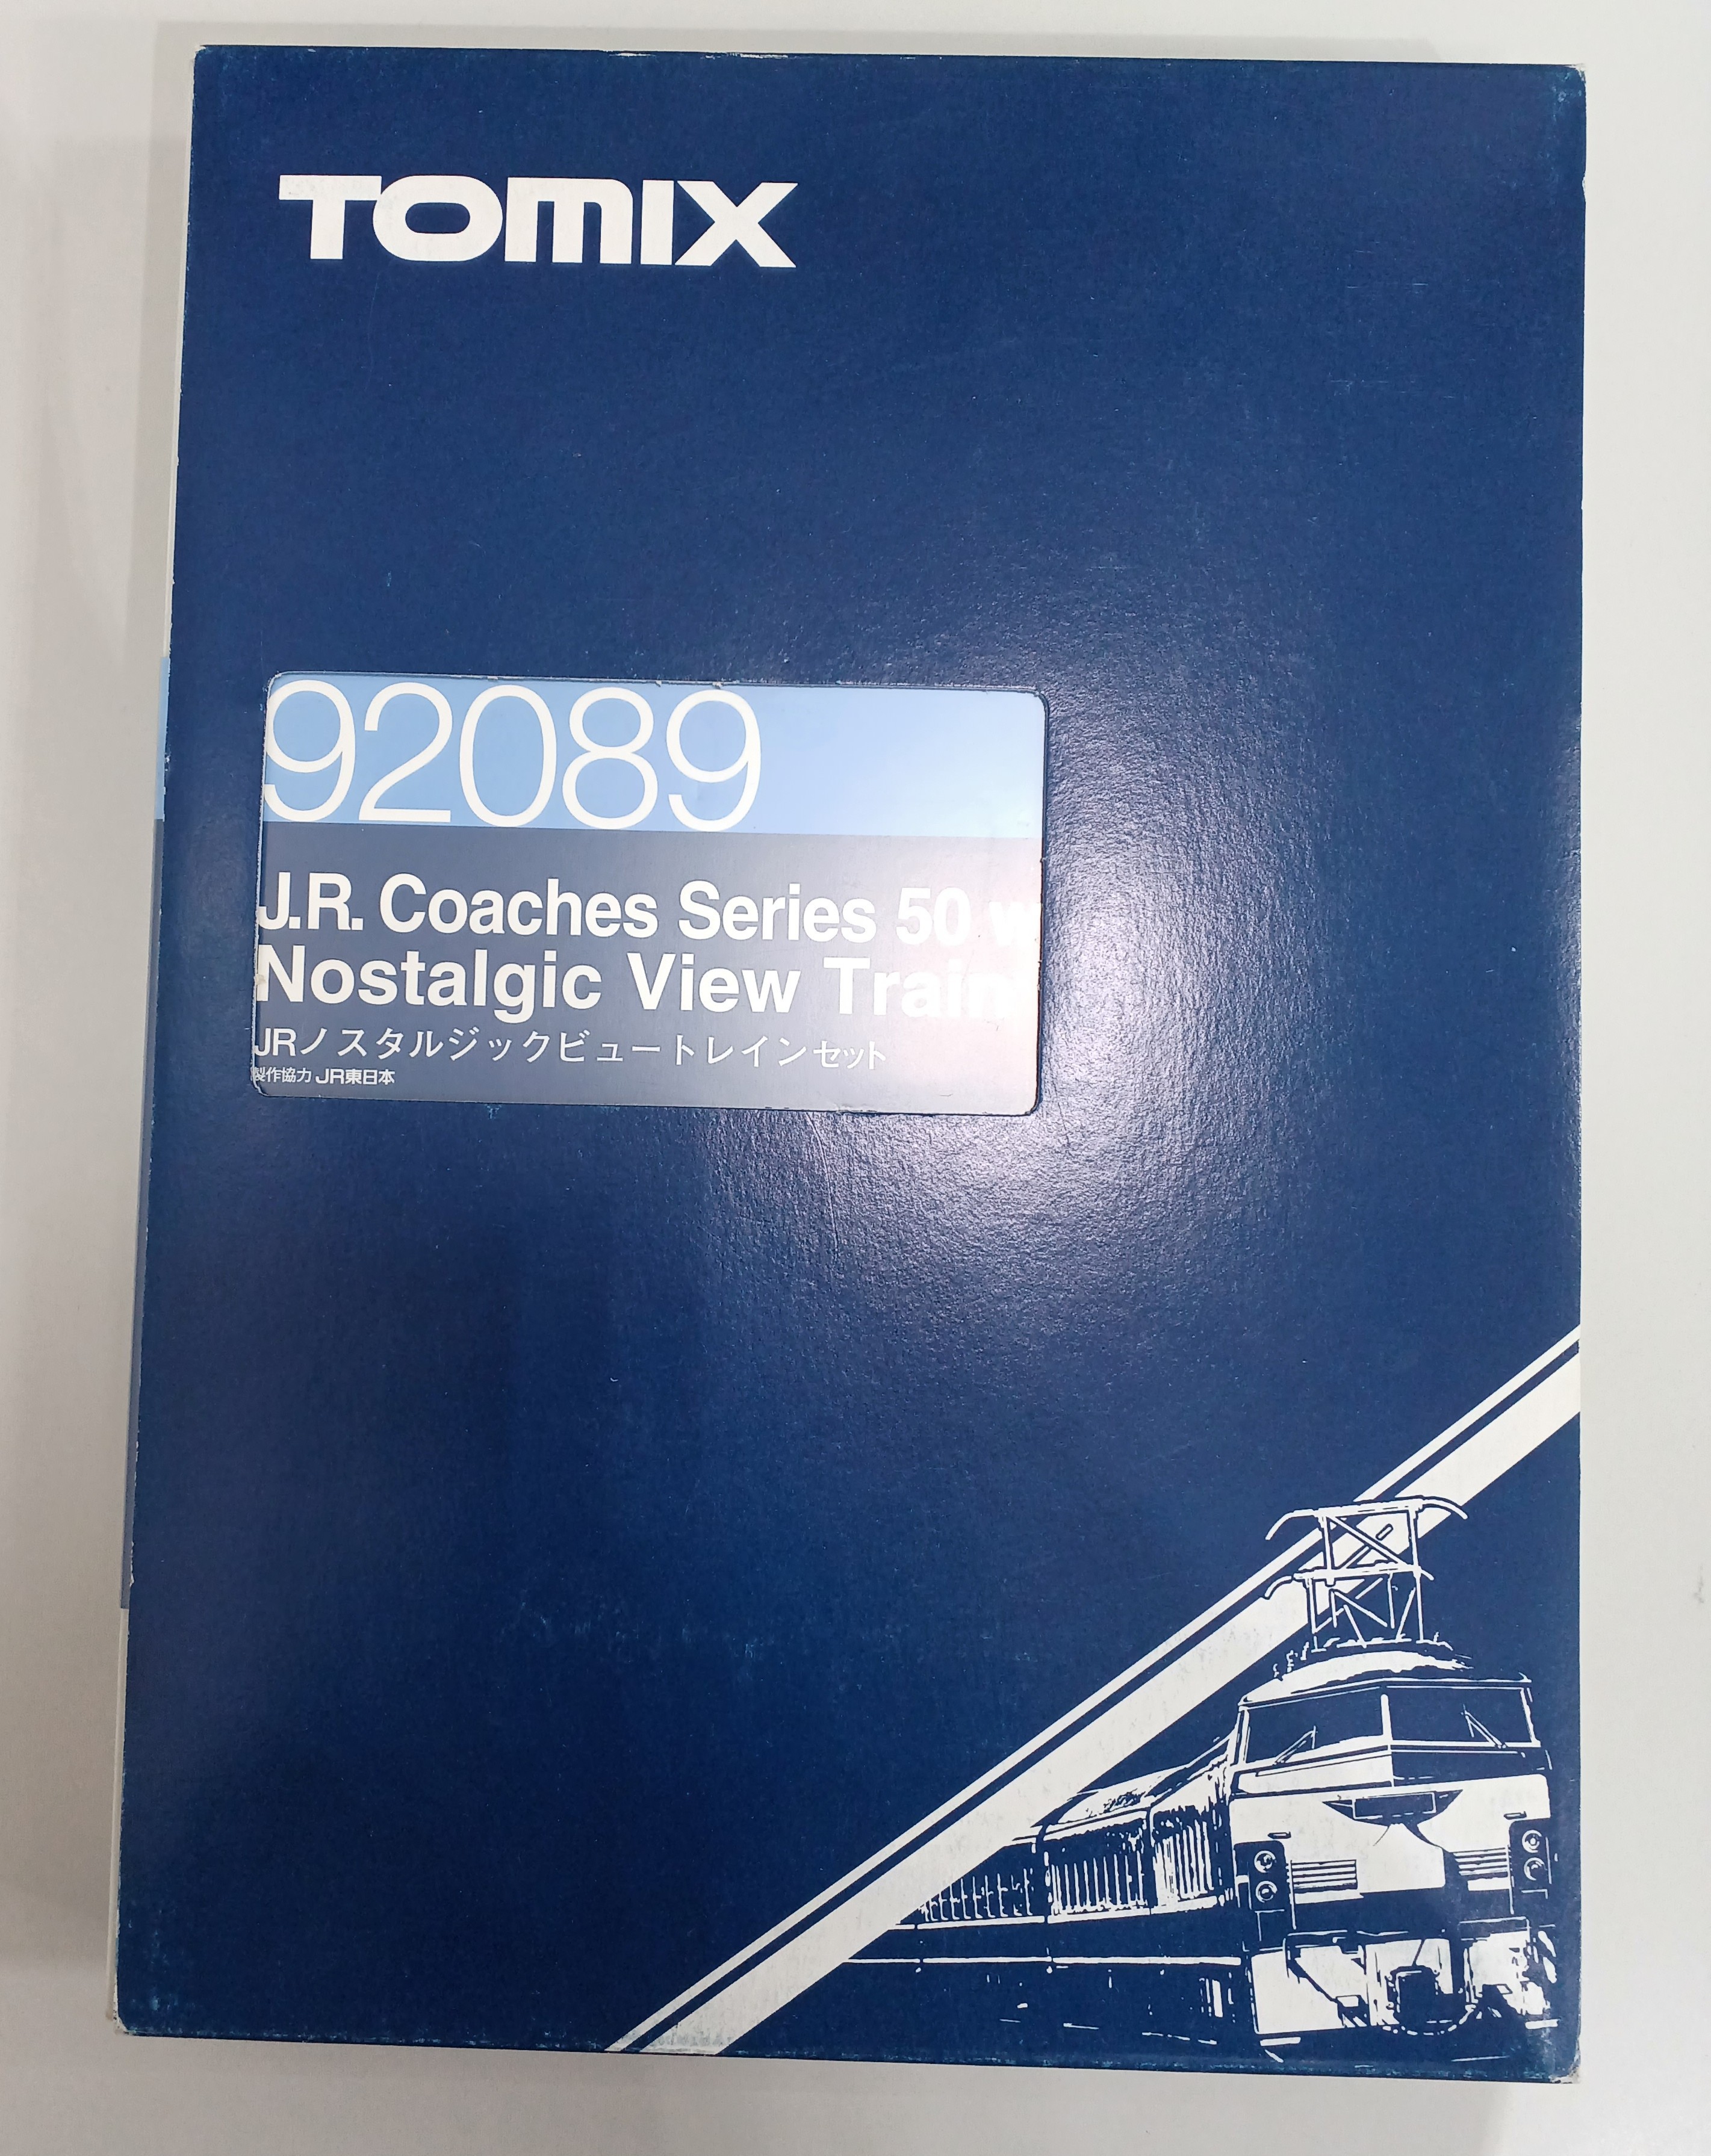 TOMIX
92089
J.R. Coaches Series 50
Nostalgic View Train
JRノスタルジックビュートレインセット
製作協力 JR東日本